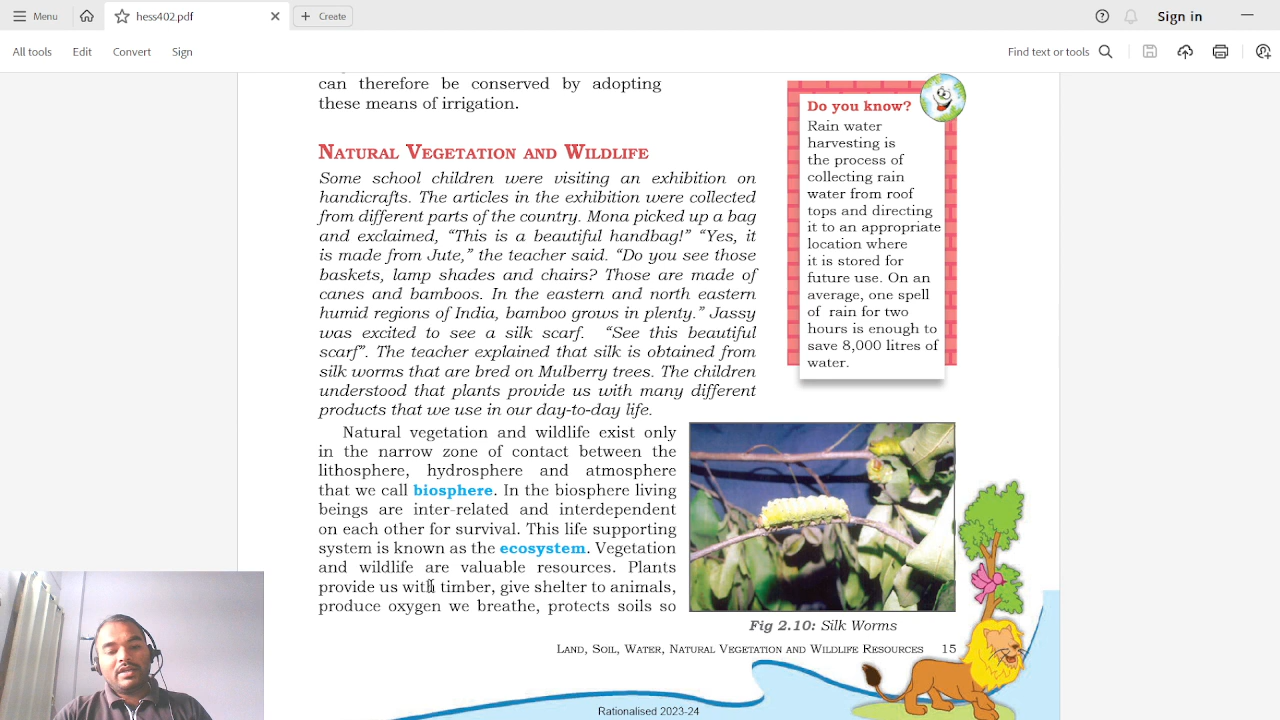 Menu
hess402.pdf
Create
Sign in
All tools
Edit
Convert
Sign
Find text or tools
can therefore be conserved by adopting
these means of irrigation.
NATURAL VEGETATION AND WILDLIFE
Some school children were visiting an exhibition on
handicrafts. The articles in the exhibition were collected
from different parts of the country. Mona picked up a bag
and exclaimed, “This is a beautiful handbag!” “Yes, it
is made from Jute,” the teacher said. “Do you see those
baskets, lamp shades and chairs? Those are made of
canes and bamboos. In the eastern and north eastern
humid regions of India, bamboo grows in plenty.” Jassy
was excited to see a silk scarf. “See this beautiful
scarf”. The teacher explained that silk is obtained from
silk worms that are bred on Mulberry trees. The children
understood that plants provide us with many different
products that we use in our day-to-day life.
Natural vegetation and wildlife exist only
in the narrow zone of contact between the
lithosphere, hydrosphere and atmosphere
that we call biosphere. In the biosphere living
beings are inter-related and interdependent
on each other for survival. This life supporting
system is known as the ecosystem. Vegetation
and wildlife are valuable resources. Plants
provide us with timber, give shelter to animals,
produce oxygen we breathe, protects soils so
Do you know?
Rain water
harvesting is
the process of
collecting rain
water from roof
tops and directing
it to an appropriate
location where
it is stored for
future use. On an
average, one spell
of rain for two
hours is enough to
save 8,000 litres of
water.
Fig 2.10: Silk Worms
LAND, SOIL, WATER, NATURAL VEGETATION AND WILDLIFE RESOURCES 15
Rationalised 2023-24